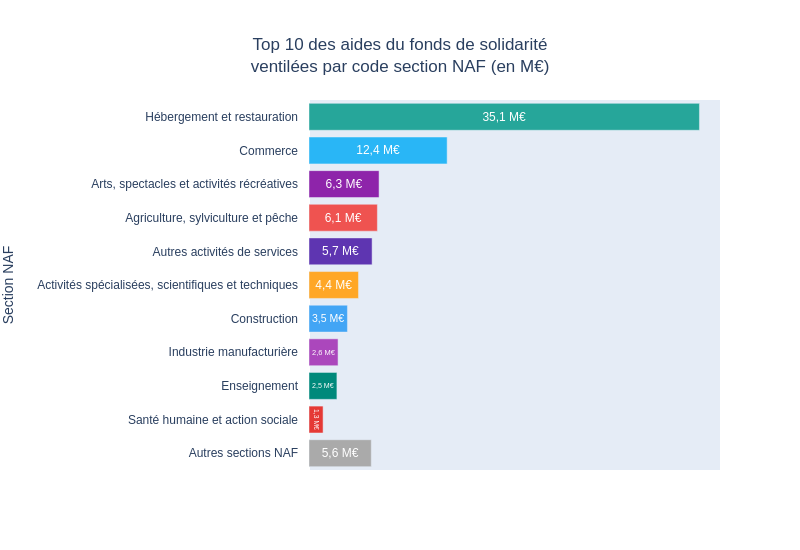 Top 10 des aides du fonds de solidarité
ventilées par code section NAF (en M€)
Section NAF
Hébergement et restauration 35,1 M€
Commerce 12,4 M€
Arts, spectacles et activités récréatives 6,3 M€
Agriculture, sylviculture et pêche 6,1 M€
Autres activités de services 5,7 M€
Activités spécialisées, scientifiques et techniques 4,4 M€
Construction 3,5 M€
Industrie manufacturière 2,6 M€
Enseignement 2,5 M€
Santé humaine et action sociale 1,3 M€
Autres sections NAF 5,6 M€